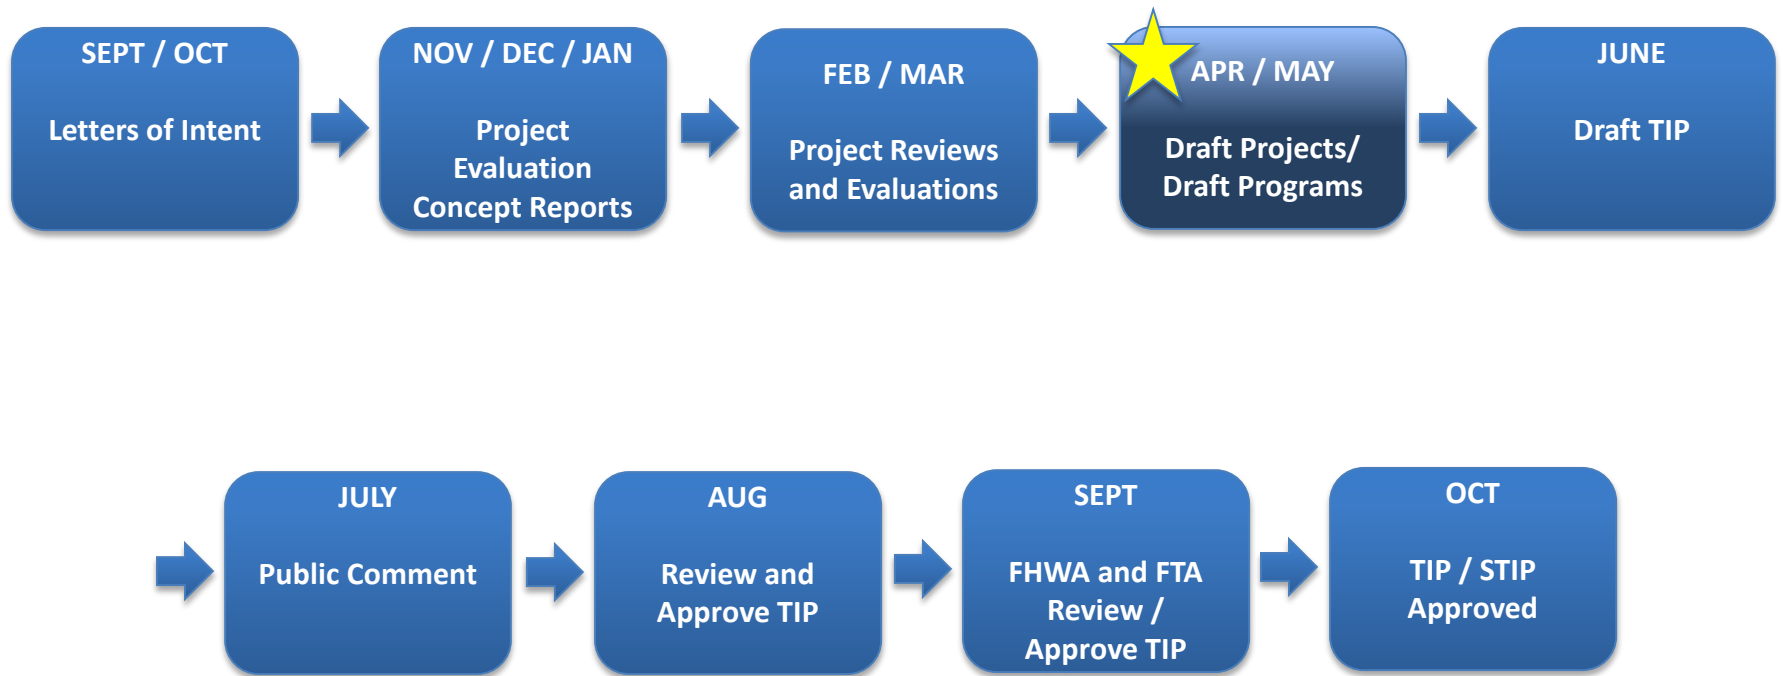 SEPT / OCT
Letters of Intent
NOV / DEC / JAN
Project
Evaluation
Concept Reports
FEB / MAR
Project Reviews
and Evaluations
APR / MAY
Draft Projects/
Draft Programs
JUNE
Draft TIP
JULY
Public Comment
AUG
Review and
Approve TIP
SEPT
FHWA and FTA
Review /
Approve TIP
OCT
TIP / STIP
Approved